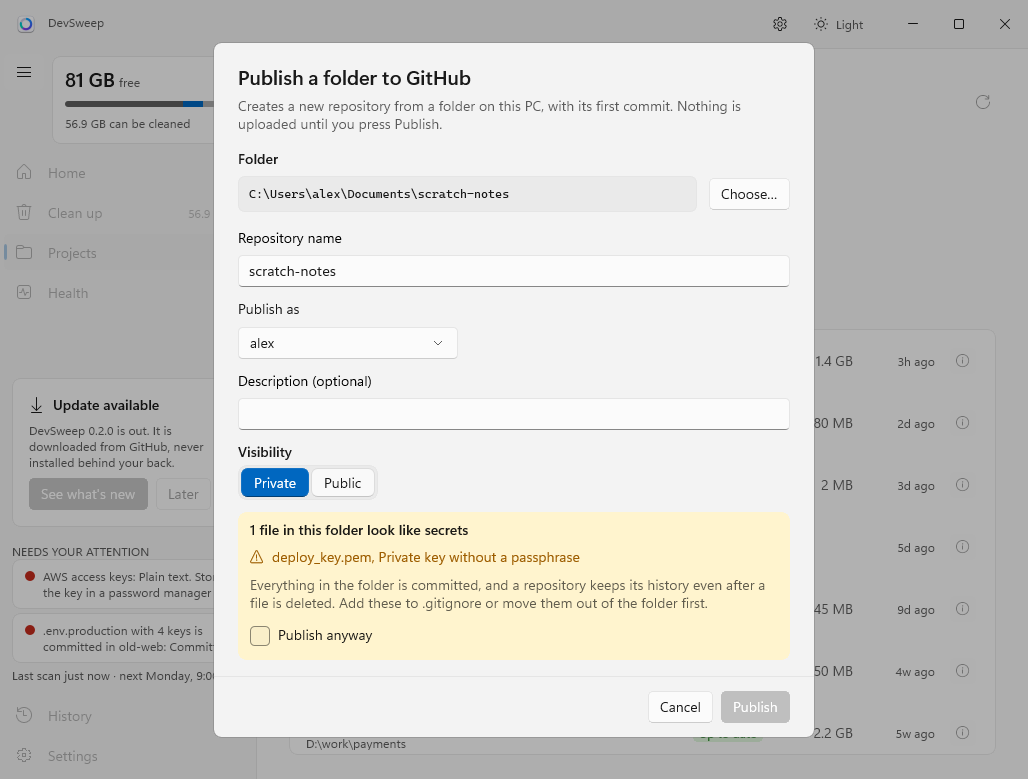 DevSweep
Light
81 GB free
56.9 GB can be cleaned
Home
Clean up 56.9
Projects
Health
Update available
DevSweep 0.2.0 is out. It is
downloaded from GitHub, never
installed behind your back.
See what's new
Later
NEEDS YOUR ATTENTION
AWS access keys: Plain text.
the key in a password manager
.env.production with 4 keys is
committed in old-web:
Last scan just now · next Monday,
History
Settings
Publish a folder to GitHub
Creates a new repository from a folder on this PC, with its first commit. Nothing is
uploaded until you press Publish.
Folder
C:\Users\alex\Documents\scratch-notes
Choose...
Repository name
scratch-notes
Publish as
alex
Description (optional)
Visibility
Private
Public
1 file in this folder look like secrets
deploy_key.pem, Private key without a passphrase
Everything in the folder is committed, and a repository keeps its history even after a
file is deleted. Add these to .gitignore or move them out of the folder first.
Publish anyway
Cancel
Publish
1.4 GB 3h ago
80 MB 2d ago
2 MB 3d ago
5d ago
45 MB 9d ago
50 MB 4w ago
2.2 GB 5w ago
D:\work\payments